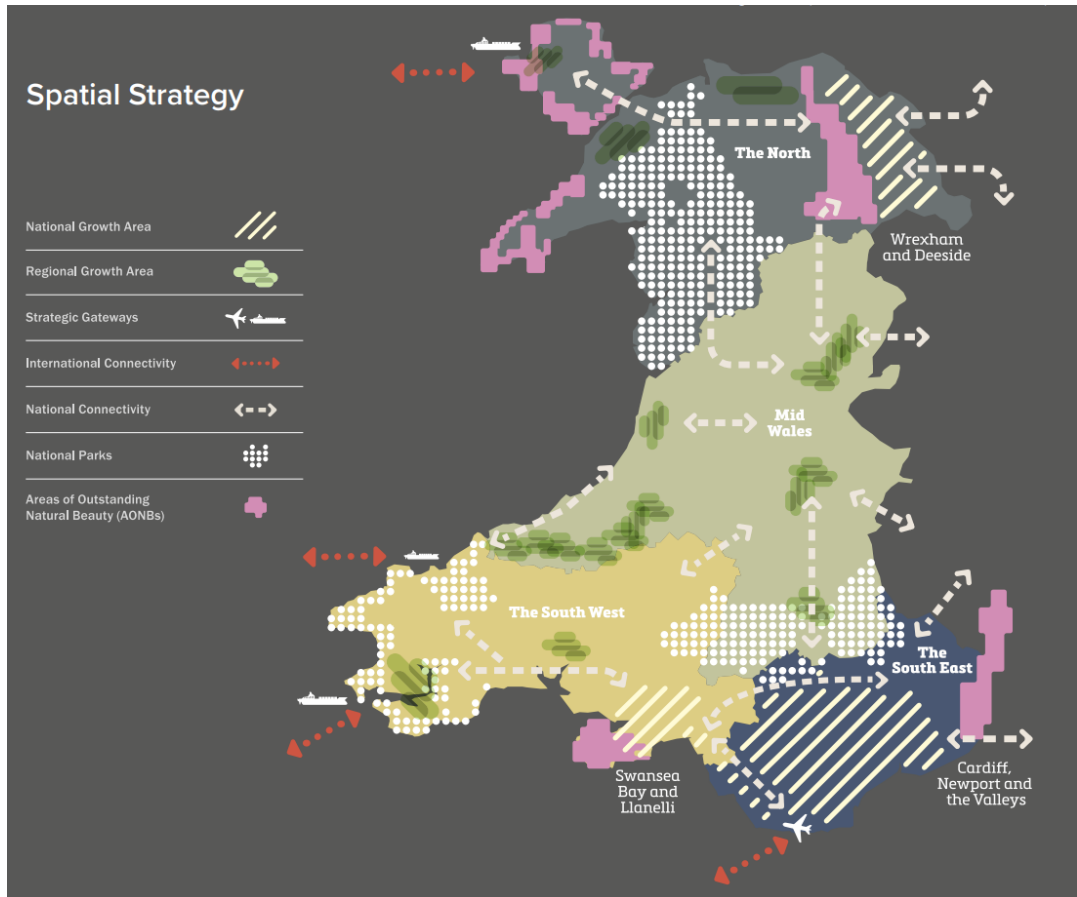 Spatial Strategy
National Growth Area
Regional Growth Area
Strategic Gateways
International Connectivity
National Connectivity
National Parks
Areas of Outstanding
Natural Beauty (AONBs)
The North
Wrexham
and Deeside
Mid
Wales
The South West
The
South East
Swansea
Bay and
Llanelli
Cardiff,
Newport and
the Valleys